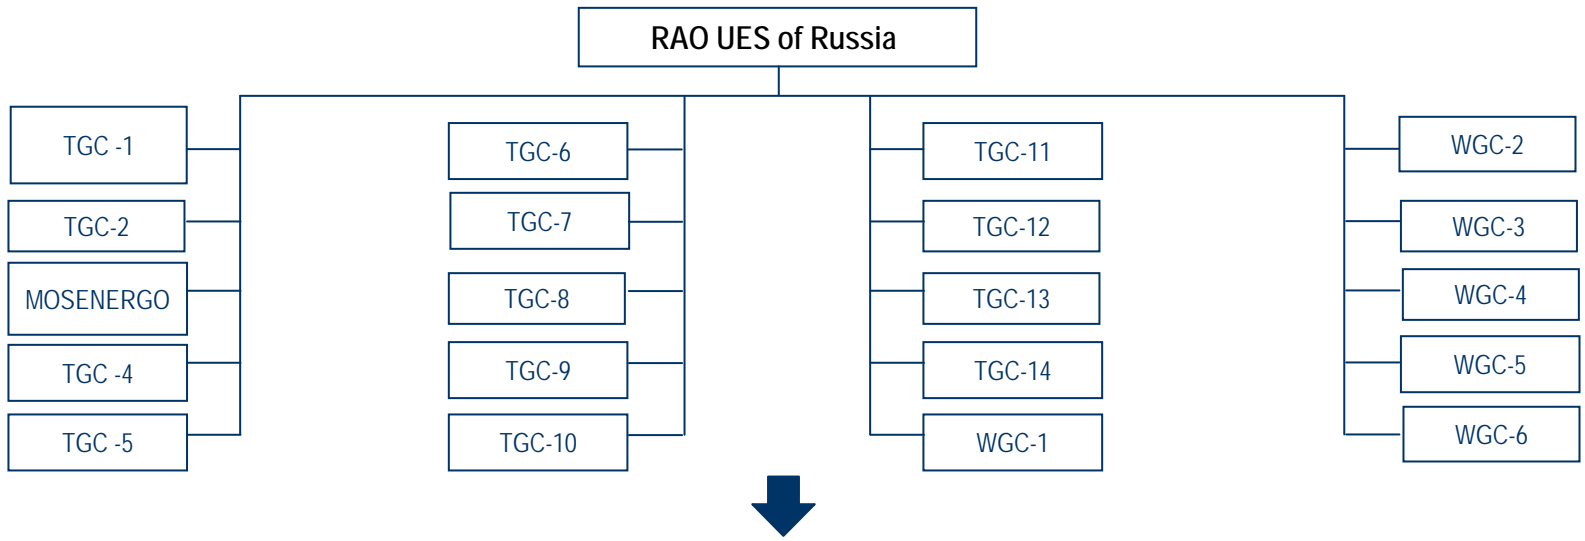 RAO UES of Russia
TGC -1
TGC-2
MOSENERGO
TGC -4
TGC -5
TGC-6
TGC-7
TGC-8
TGC-9
TGC-10
TGC-11
TGC-12
TGC-13
TGC-14
WGC-1
WGC-2
WGC-3
WGC-4
WGC-5
WGC-6